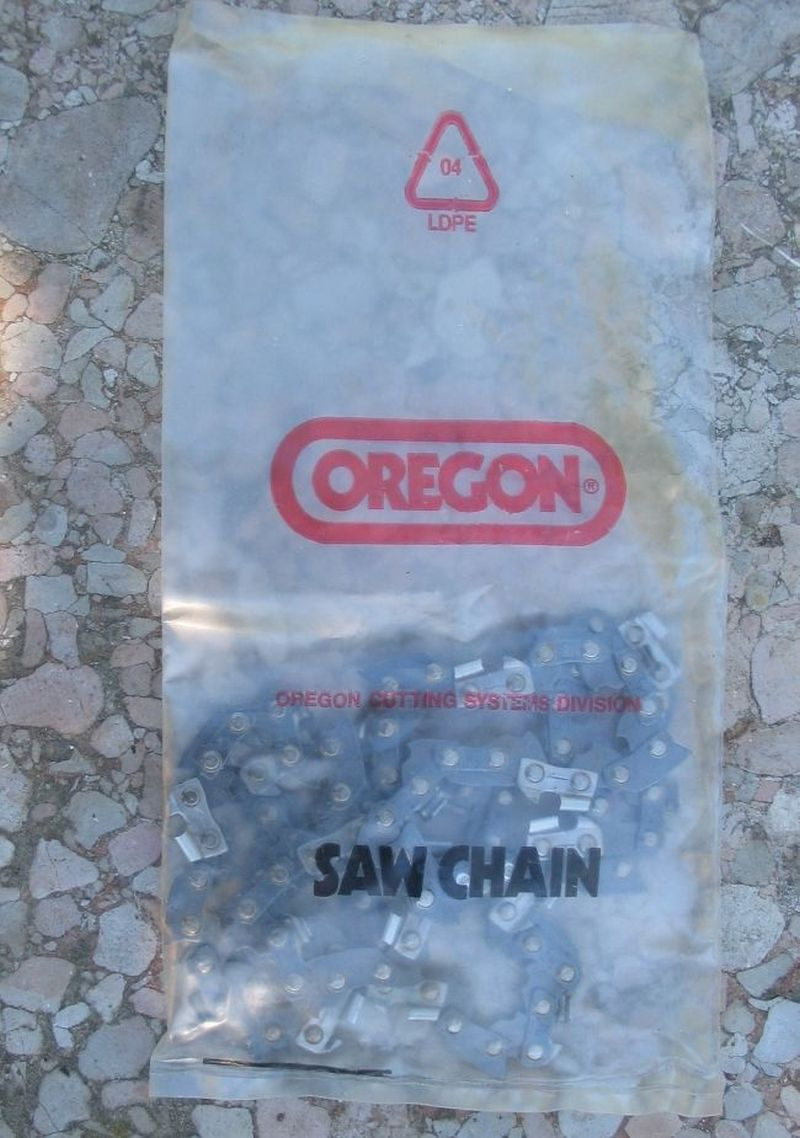 04
LDPE
OREGON®
OREGON CUTTING SYSTEMS DIVISION
SAW CHAIN